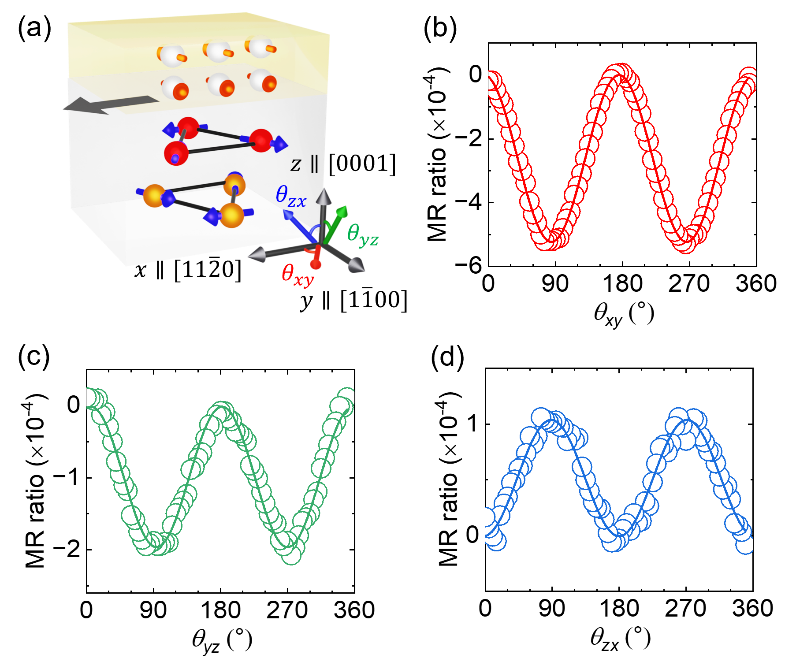 (a)
z ∥ [0001]
θzx
θyz
x ∥ [112̄0]
θxy
y ∥ [11̄00]
(b)
MR ratio (×10⁻⁴)
0
−2
−4
−6
0 90 180 270 360
θxy (°)
(c)
MR ratio (×10⁻⁴)
0
−1
−2
0 90 180 270 360
θyz (°)
(d)
MR ratio (×10⁻⁴)
1
0
0 90 180 270 360
θzx (°)